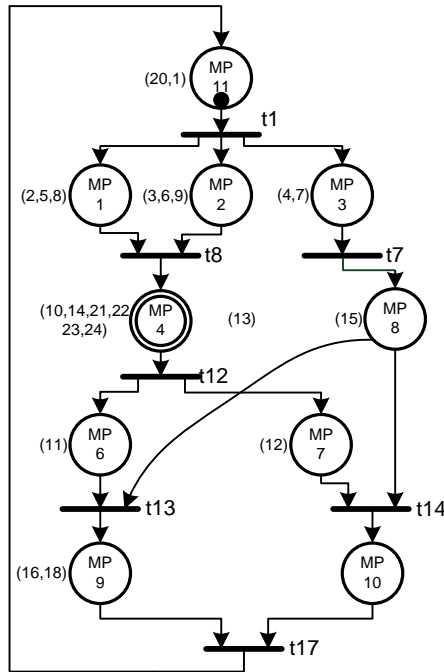 (20,1)
MP
11
t1
(2,5,8)
MP
1
(3,6,9)
MP
2
(4,7)
MP
3
t8
t7
(10,14,21,22
23,24)
MP
4
(13)
(15)
MP
8
t12
(11)
MP
6
(12)
MP
7
t13
t14
(16,18)
MP
9
MP
10
t17